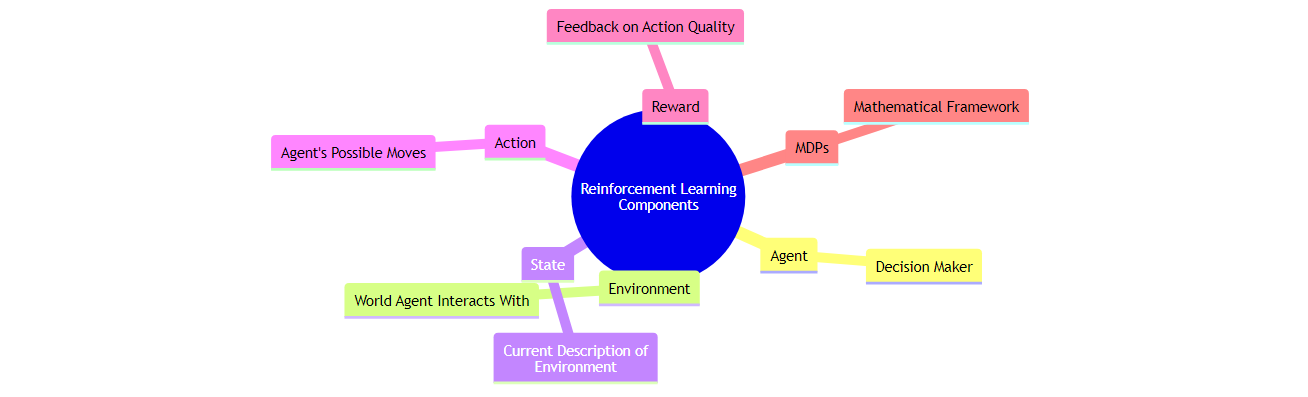 Feedback on Action Quality
Reward
Mathematical Framework
Action
MDPs
Agent's Possible Moves
Reinforcement Learning
Components
Agent
State
Decision Maker
Environment
World Agent Interacts With
Current Description of
Environment